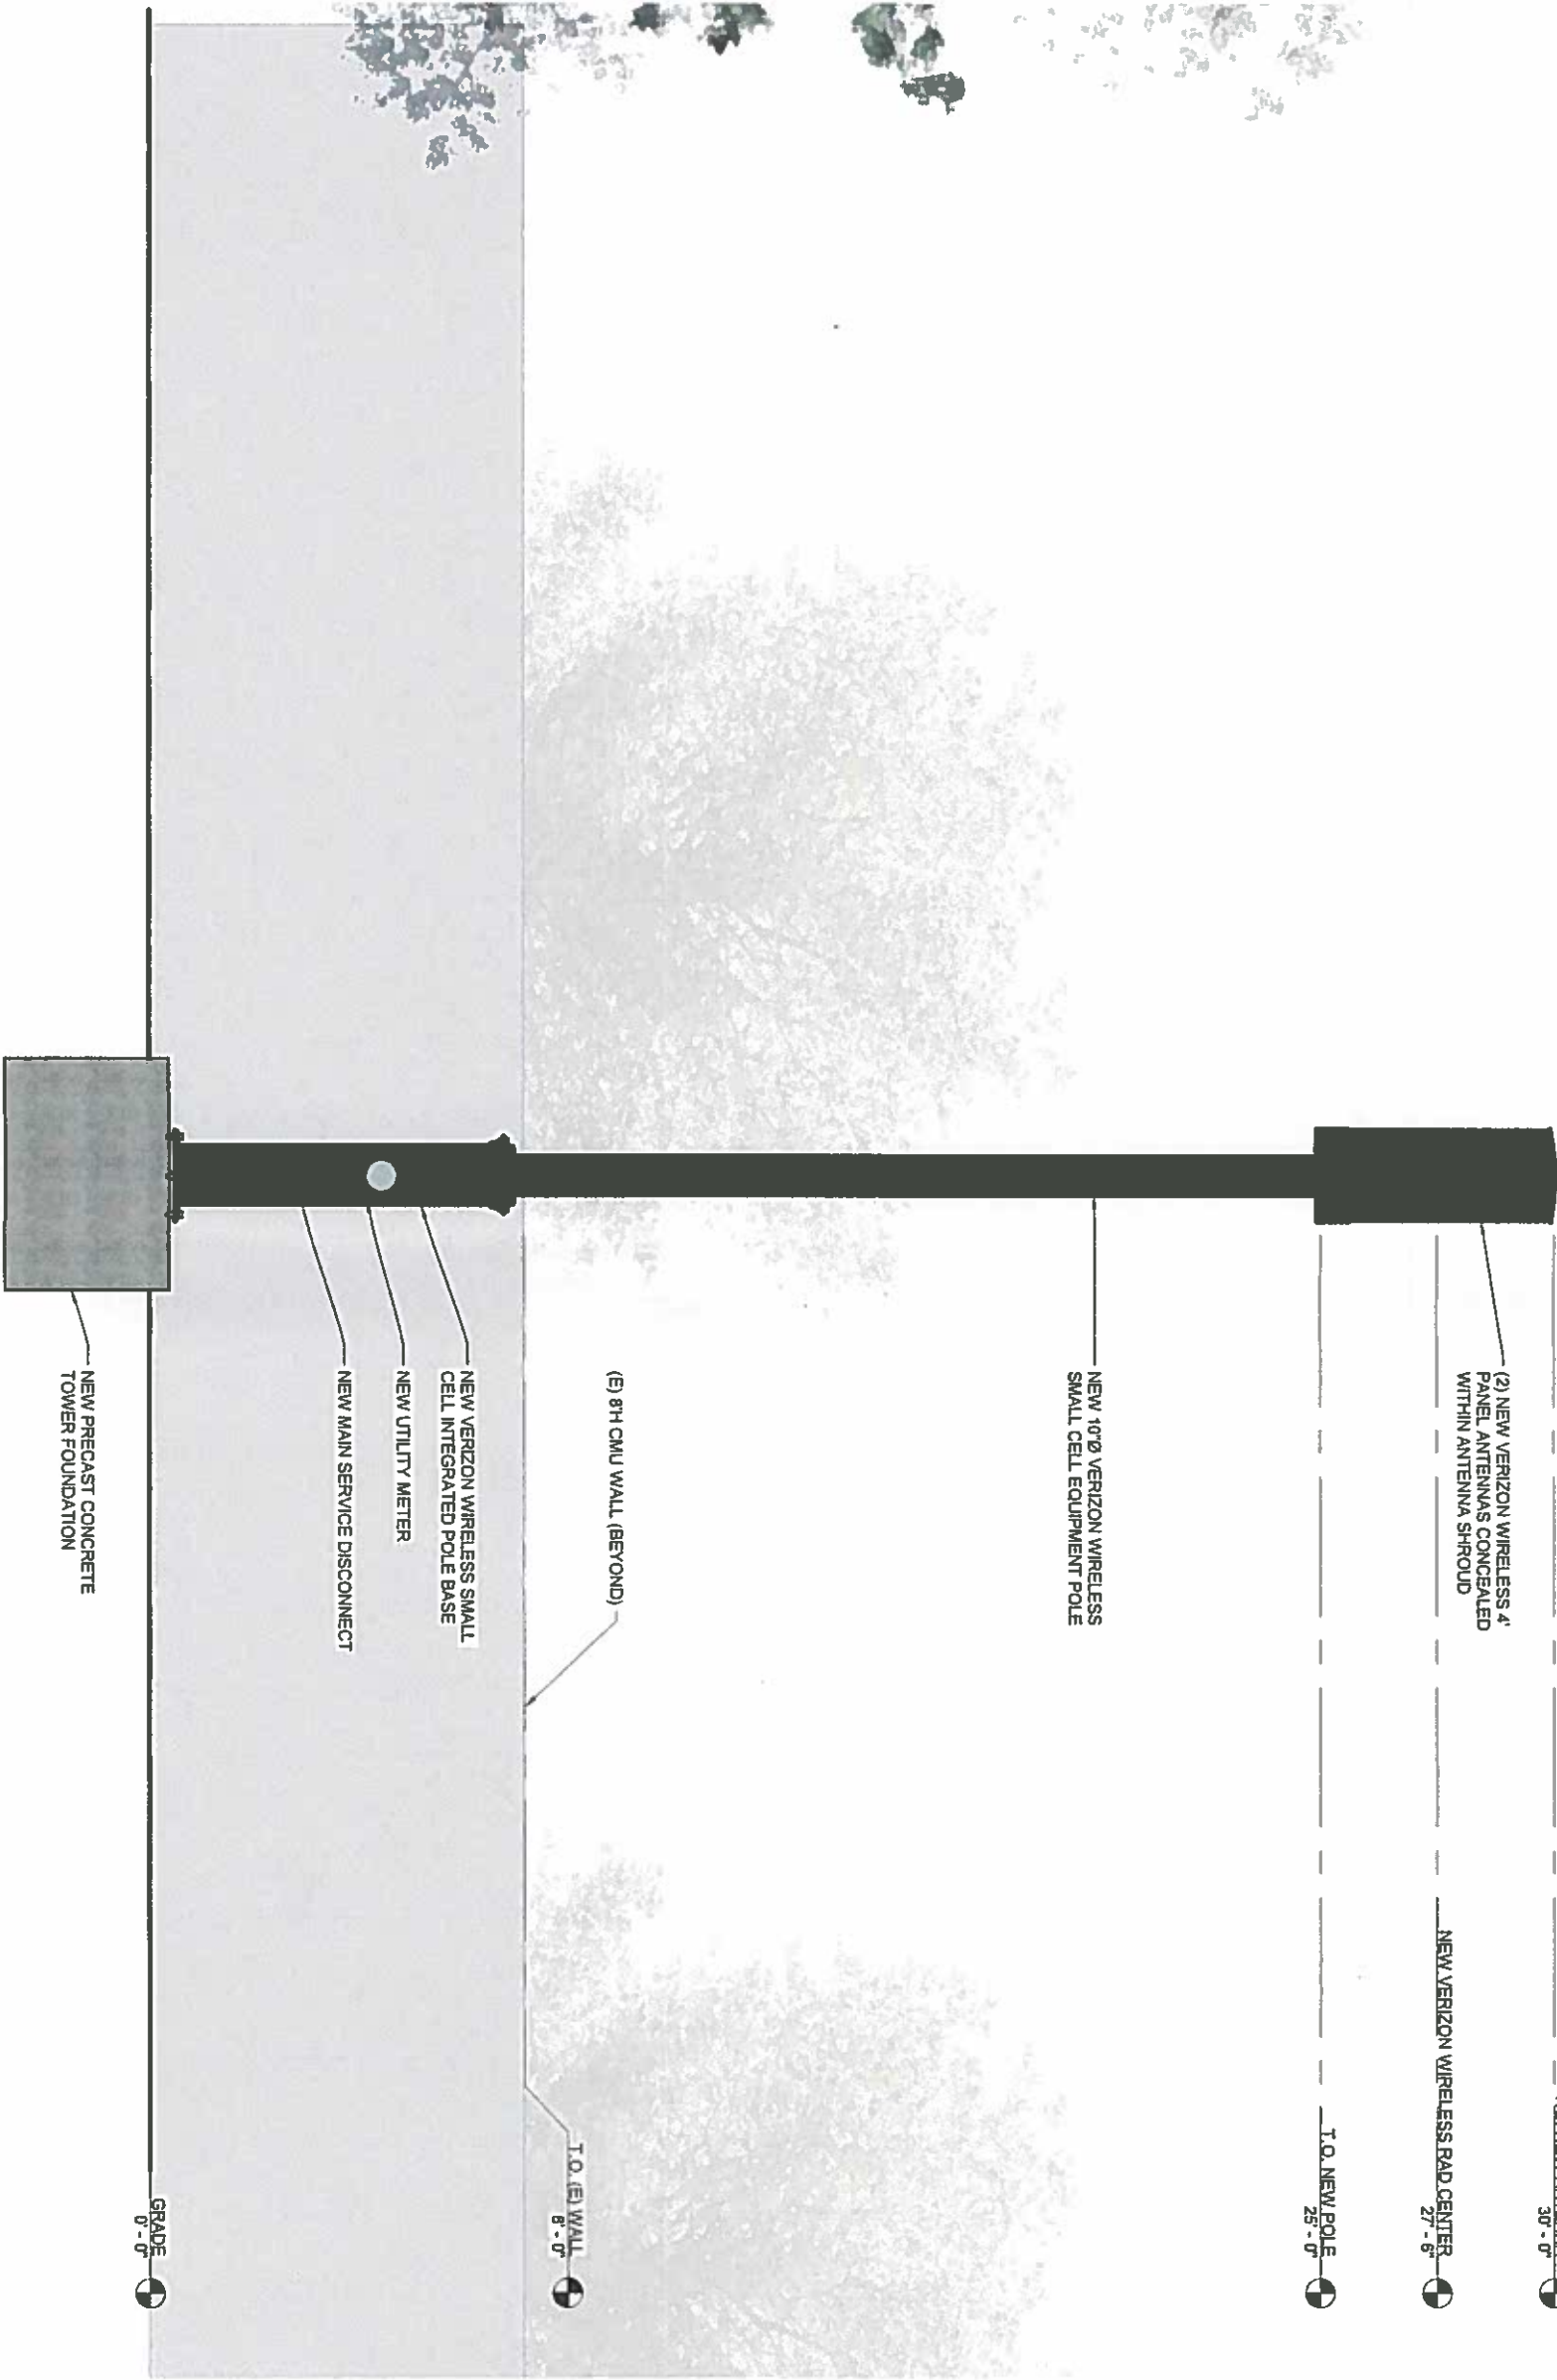 30' - 0"
(2) NEW VERIZON WIRELESS 4'
PANEL ANTENNAS CONCEALED
WITHIN ANTENNA SHROUD
NEW VERIZON WIRELESS RAD CENTER
27' - 6"
T.O. NEW POLE
25' - 0"
NEW 10"Ø VERIZON WIRELESS
SMALL CELL EQUIPMENT POLE
(E) 8'H CMU WALL (BEYOND)
T.O. (E) WALL
8' - 0"
NEW VERIZON WIRELESS SMALL
CELL INTEGRATED POLE BASE
NEW UTILITY METER
NEW MAIN SERVICE DISCONNECT
GRADE
0' - 0"
NEW PRECAST CONCRETE
TOWER FOUNDATION